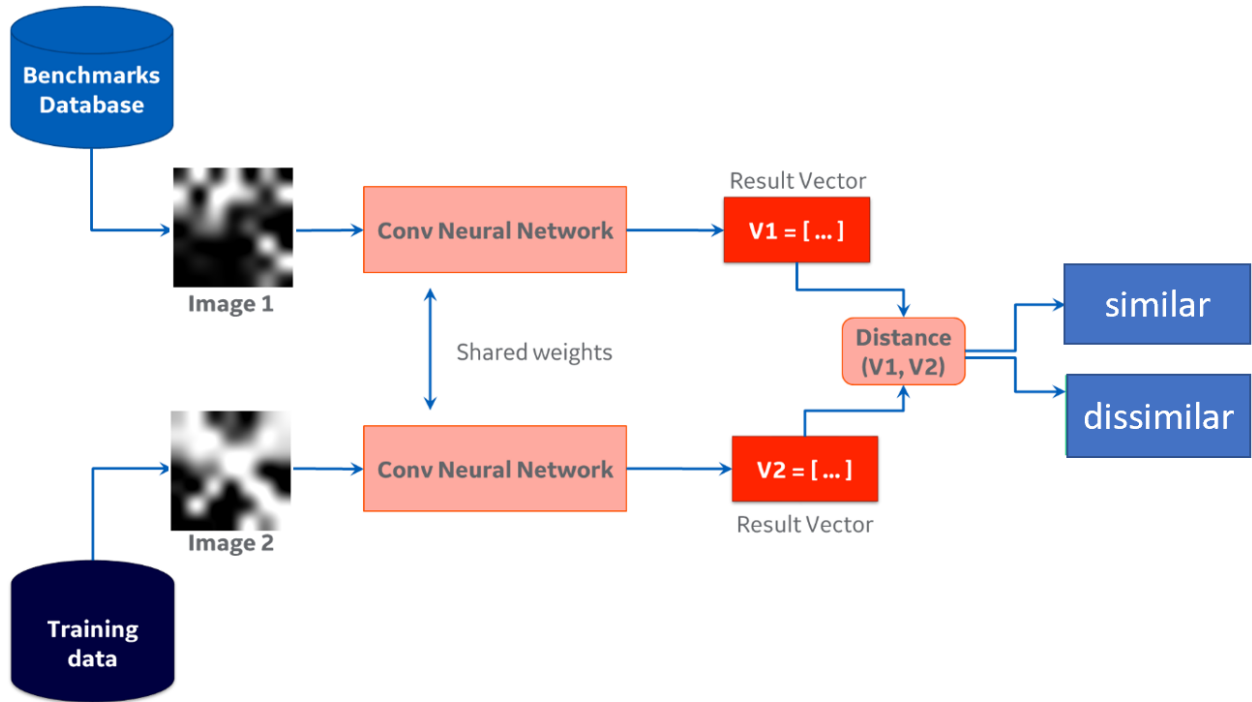 Benchmarks
Database
Image 1
Conv Neural Network
Result Vector
V1 = [ ... ]
Shared weights
Distance
(V1, V2)
similar
dissimilar
Image 2
Conv Neural Network
V2 = [ ... ]
Result Vector
Training
data